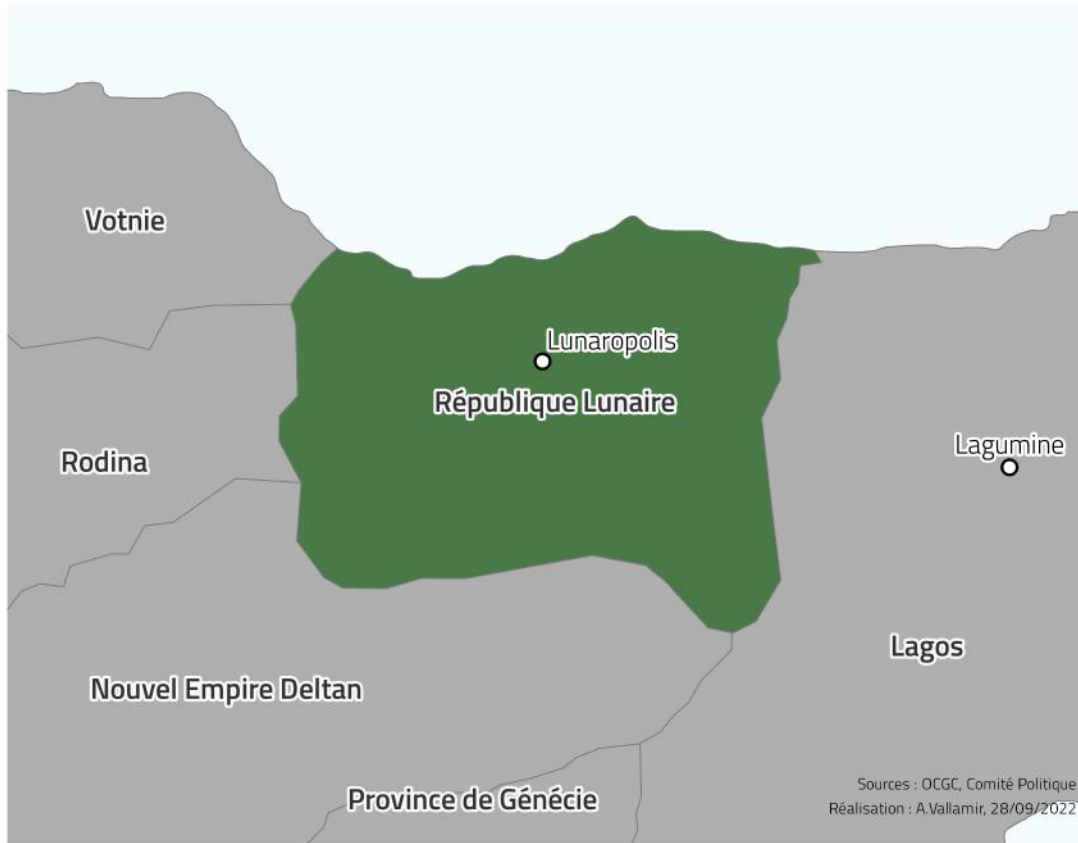 Votnie
Lunaropolis
République Lunaire
Lagumine
Rodina
Lagos
Nouvel Empire Deltan
Sources : OCGC, Comité Politique
Province de Génécie
Réalisation : A.Vallamir, 28/09/2022